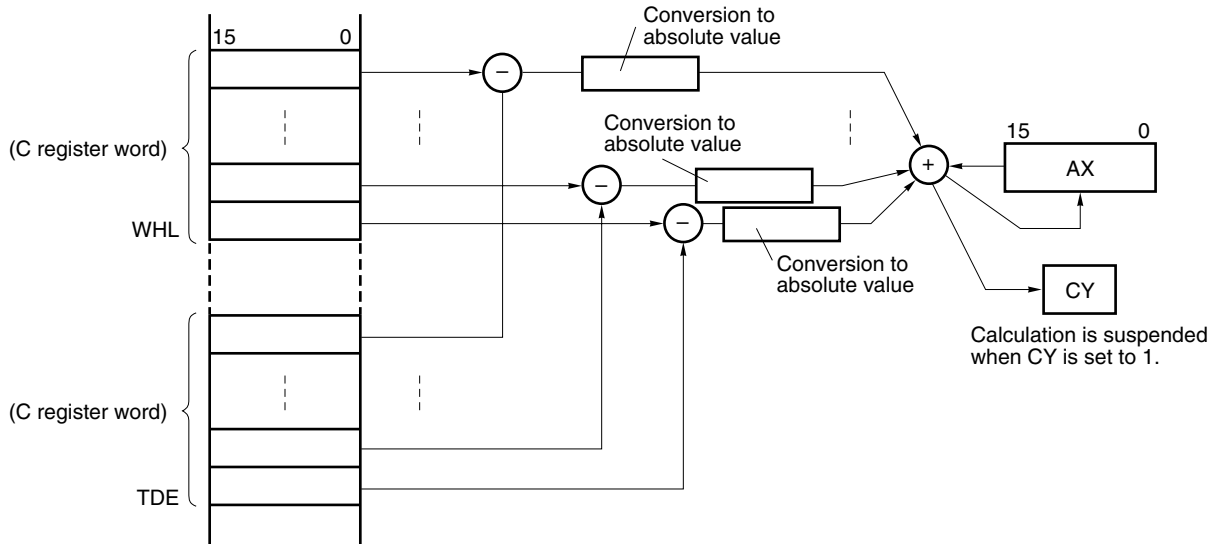 Conversion to
absolute value
15 0
(C register word)
Conversion to
absolute value
15 0
AX
WHL
Conversion to
absolute value
CY
Calculation is suspended
when CY is set to 1.
(C register word)
TDE
−
−
−
+